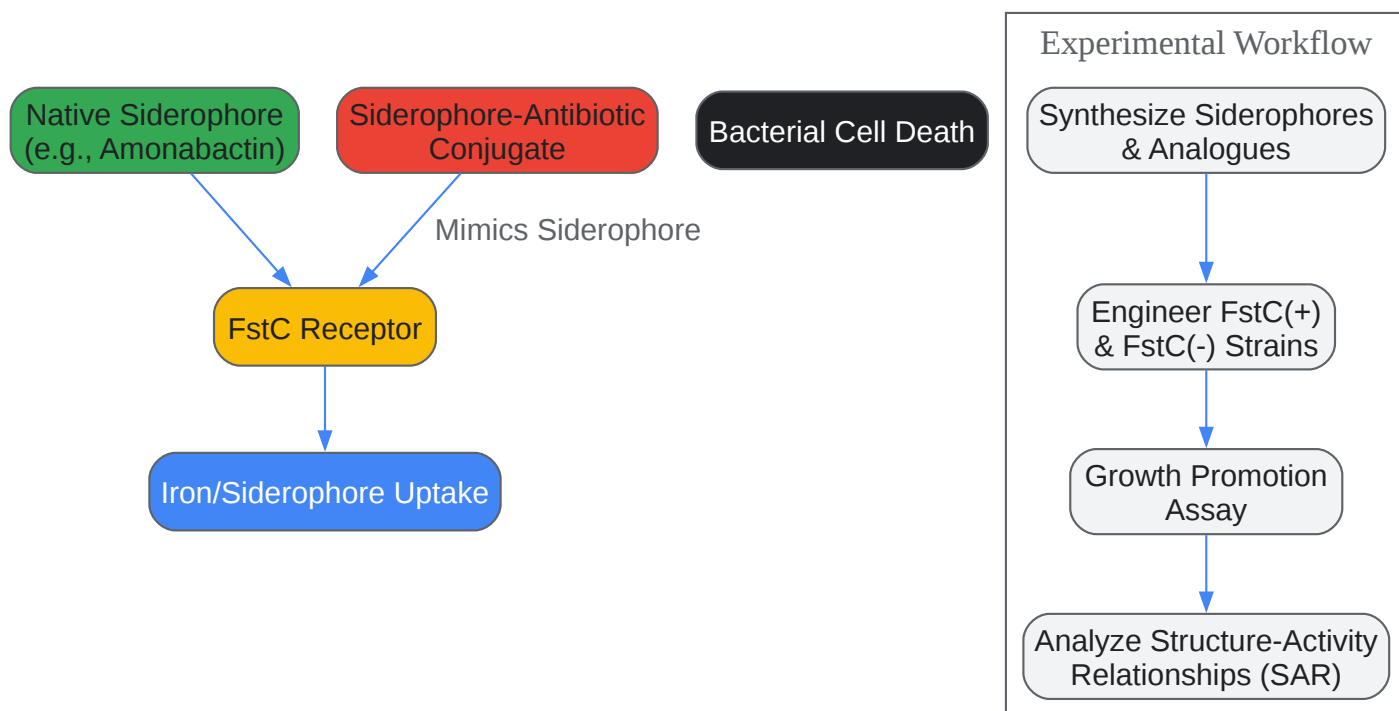 Native Siderophore
(e.g., Amonabactin)
Siderophore-Antibiotic
Conjugate
Bacterial Cell Death
Mimics Siderophore
FstC Receptor
Iron/Siderophore Uptake
Experimental Workflow
Synthesize Siderophores
& Analogues
Engineer FstC(+)
& FstC(-) Strains
Growth Promotion
Assay
Analyze Structure-Activity
Relationships (SAR)